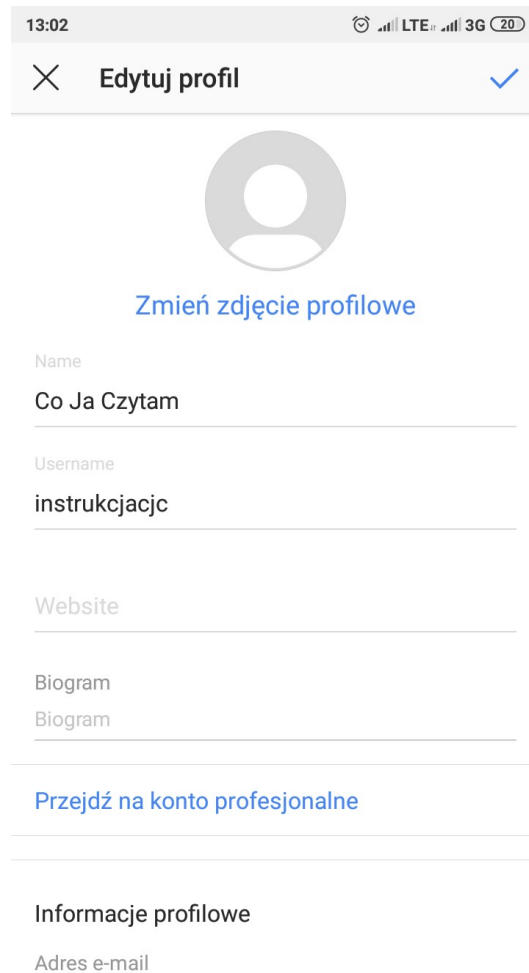 13:02 LTE 3G 20
Edytuj profil
Zmień zdjęcie profilowe
Name
Co Ja Czytam
Username
instrukcjacjc
Website
Biogram
Biogram
Przejdź na konto profesjonalne
Informacje profilowe
Adres e-mail